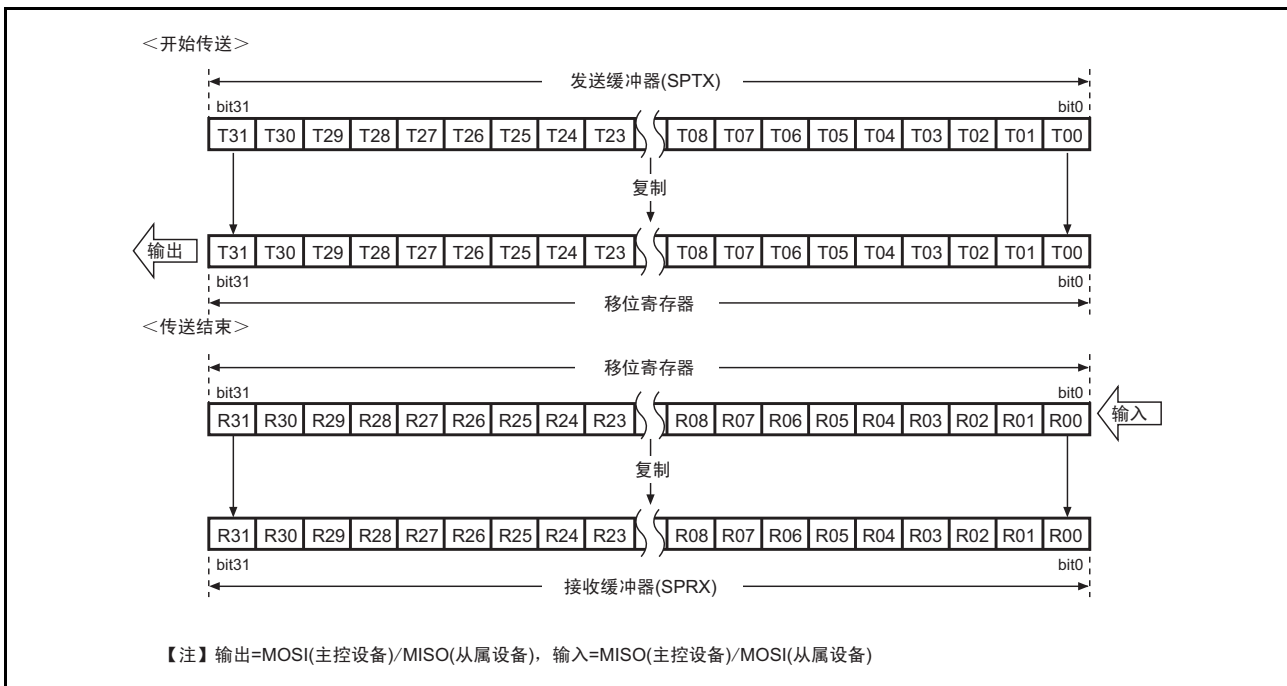 ＜开始传送＞
发送缓冲器(SPTX)
bit31 bit0
T31 T30 T29 T28 T27 T26 T25 T24 T23 T08 T07 T06 T05 T04 T03 T02 T01 T00
复制
输出 T31 T30 T29 T28 T27 T26 T25 T24 T23 T08 T07 T06 T05 T04 T03 T02 T01 T00
bit31 bit0
移位寄存器
＜传送结束＞
移位寄存器
bit31 bit0
R31 R30 R29 R28 R27 R26 R25 R24 R23 R08 R07 R06 R05 R04 R03 R02 R01 R00 输入
复制
R31 R30 R29 R28 R27 R26 R25 R24 R23 R08 R07 R06 R05 R04 R03 R02 R01 R00
bit31 bit0
接收缓冲器(SPRX)
【注】输出=MOSI(主控设备)/MISO(从属设备)，输入=MISO(主控设备)/MOSI(从属设备)